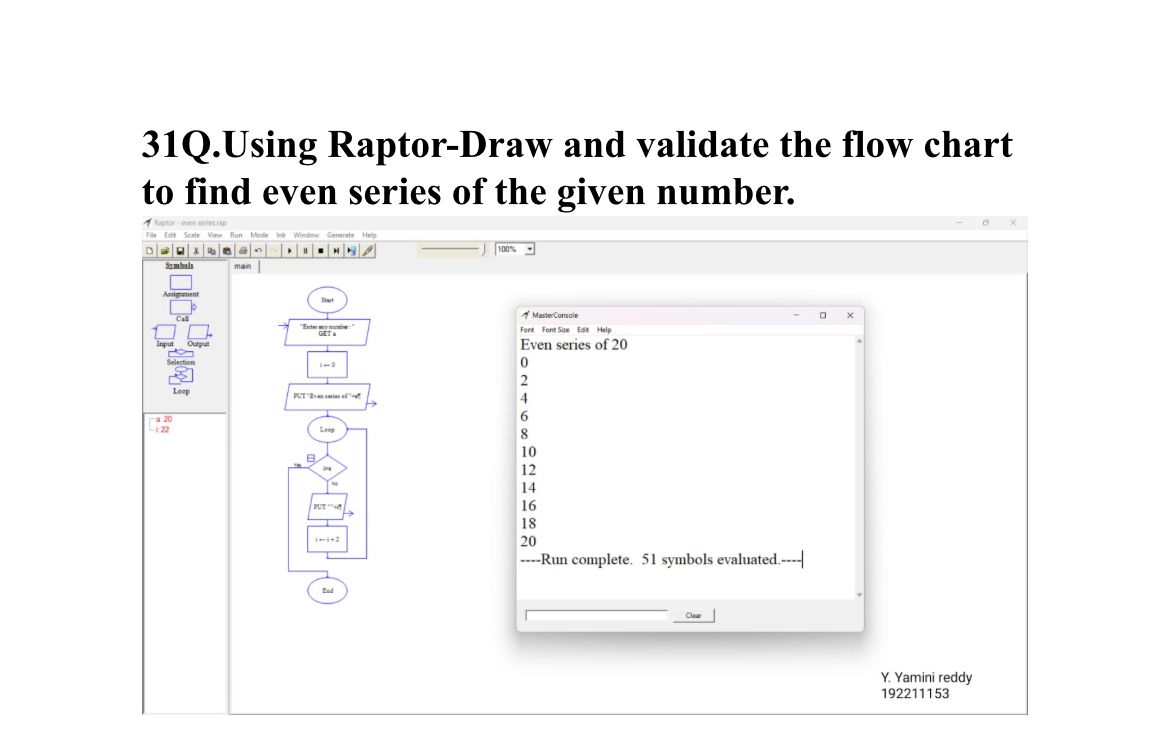 31Q.Using Raptor-Draw and validate the flow chart
to find even series of the given number.
Raptor - even series.rap
File Edit Scale View Run Mode Ink Window Generate Help
100%
Symbols
main
Assignment
Call
Input Output
Selection
Loop
a: 20
i: 22
Start
"Enter any number : "
GET a
i ← 0
PUT "Even series of "+a¶
Loop
Yes
i>a
No
PUT ""+i¶
i ← i + 2
End
MasterConsole
Font Font Size Edit Help
Even series of 20
0
2
4
6
8
10
12
14
16
18
20
----Run complete. 51 symbols evaluated.----
Clear
Y. Yamini reddy
192211153